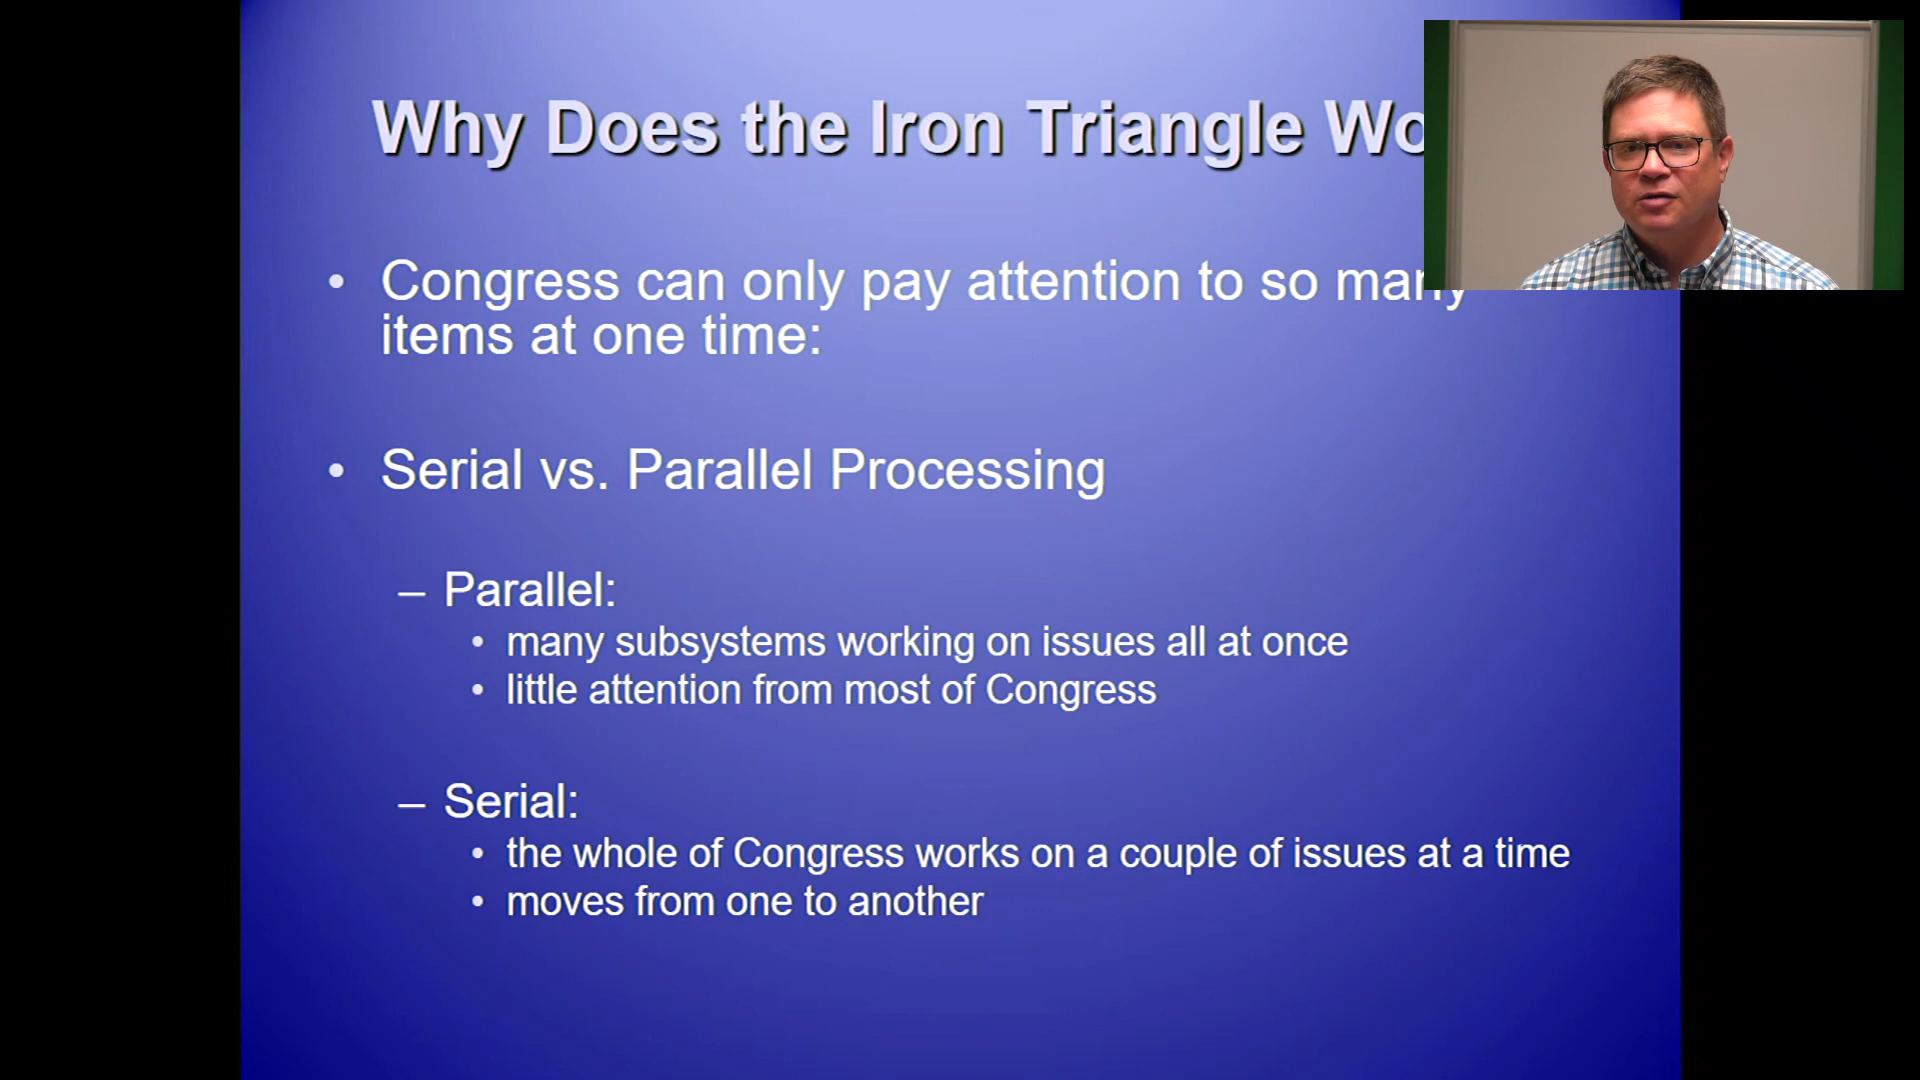 Why Does the Iron Triangle Wo
• Congress can only pay attention to so many
items at one time:
• Serial vs. Parallel Processing
– Parallel:
• many subsystems working on issues all at once
• little attention from most of Congress
– Serial:
• the whole of Congress works on a couple of issues at a time
• moves from one to another